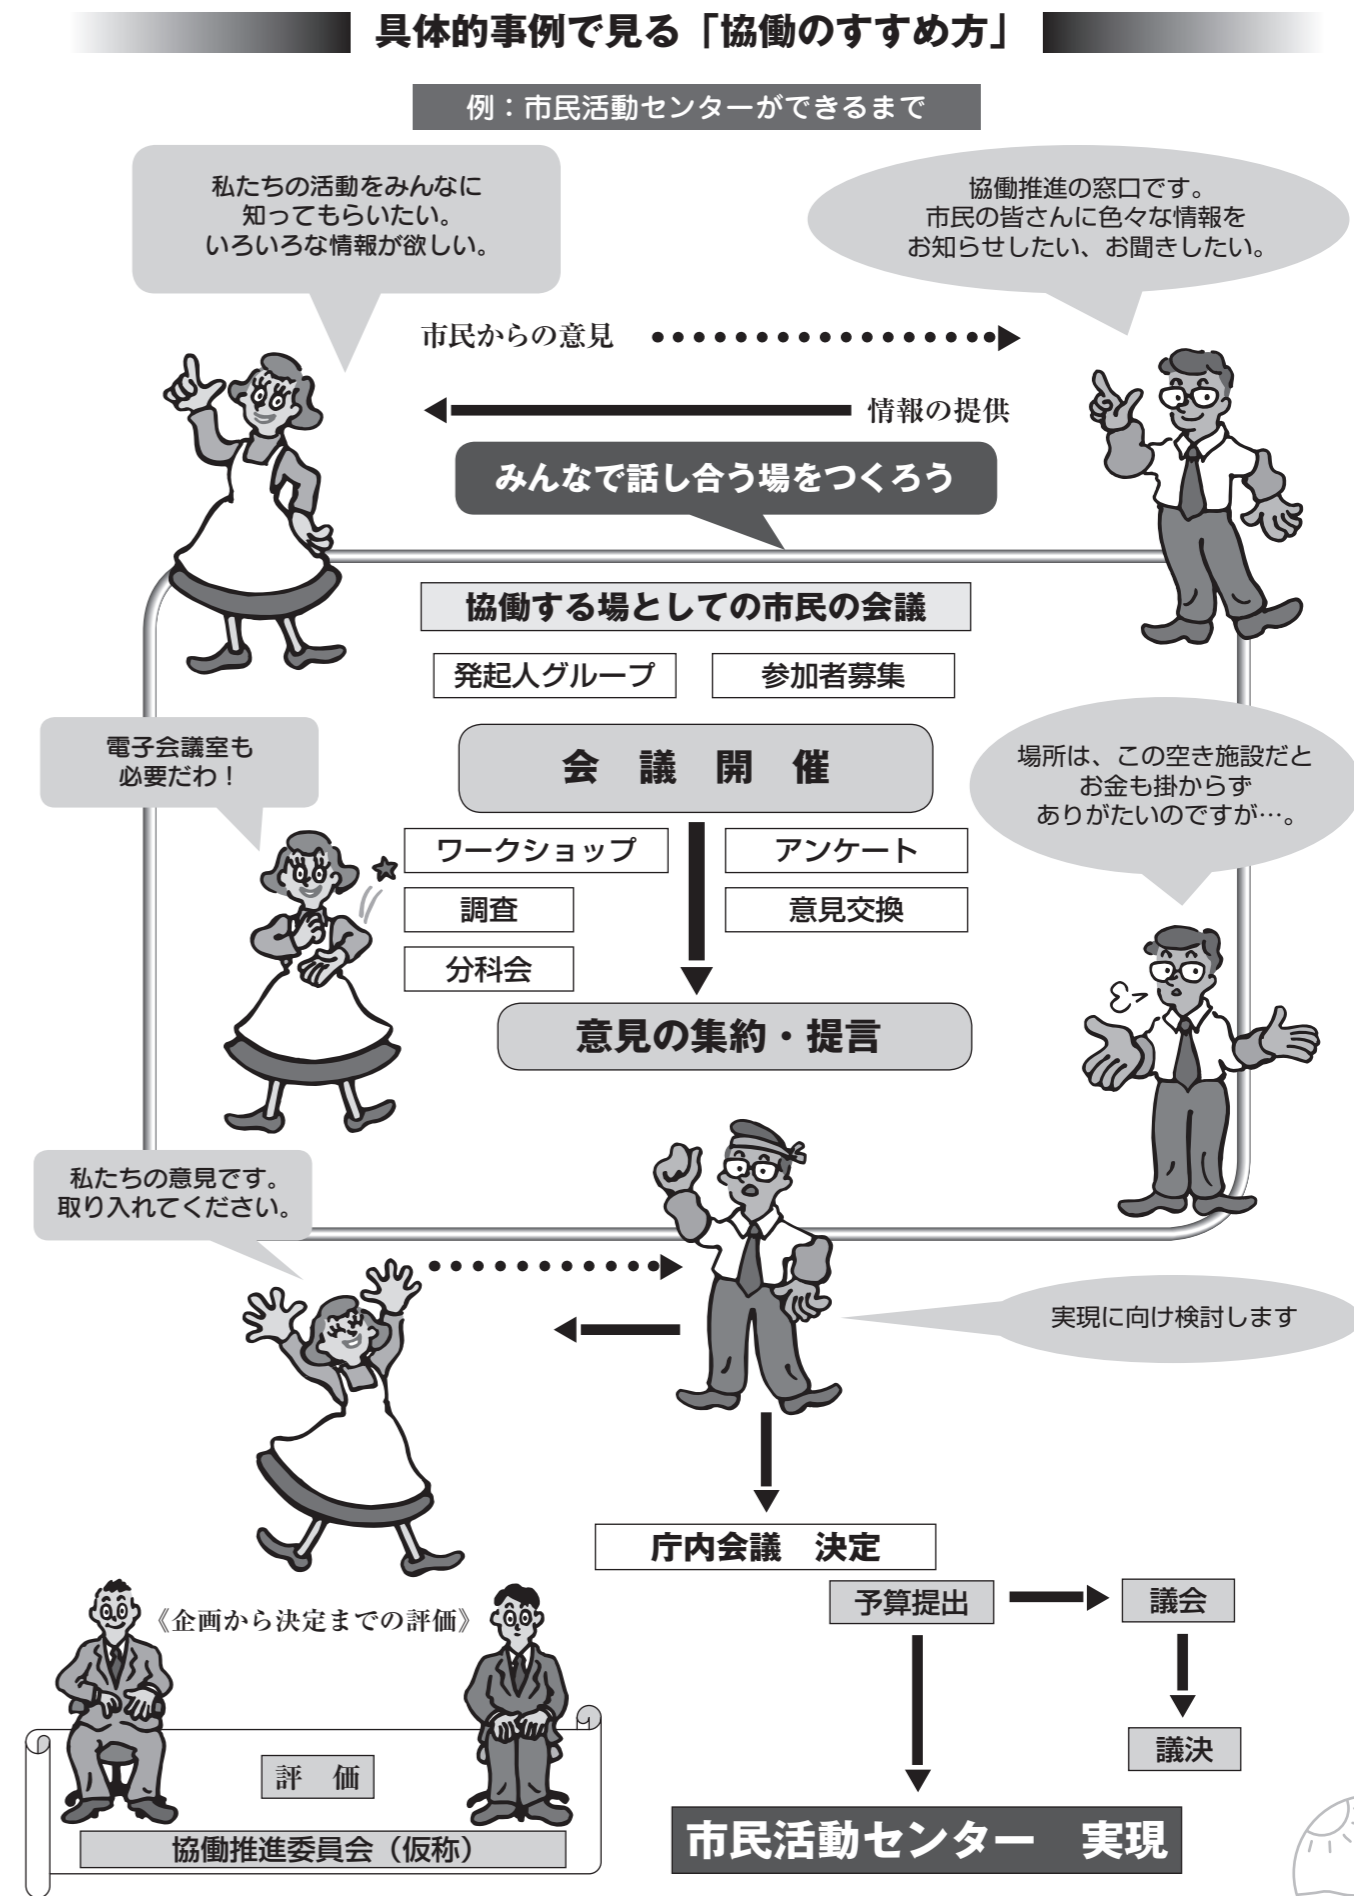 具体的事例で見る「協働のすすめ方」
例：市民活動センターができるまで
私たちの活動をみんなに
知ってもらいたい。
いろいろな情報が欲しい。
協働推進の窓口です。
市民の皆さんに色々な情報を
お知らせしたい、お聞きしたい。
市民からの意見
情報の提供
みんなで話し合う場をつくろう
協働する場としての市民の会議
発起人グループ
参加者募集
電子会議室も
必要だわ！
会　議　開　催
場所は、この空き施設だと
お金も掛からず
ありがたいのですが…。
ワークショップ
アンケート
調査
意見交換
分科会
意見の集約・提言
私たちの意見です。
取り入れてください。
実現に向け検討します
庁内会議　決定
予算提出
議会
議決
《企画から決定までの評価》
評　価
協働推進委員会（仮称）
市民活動センター　実現